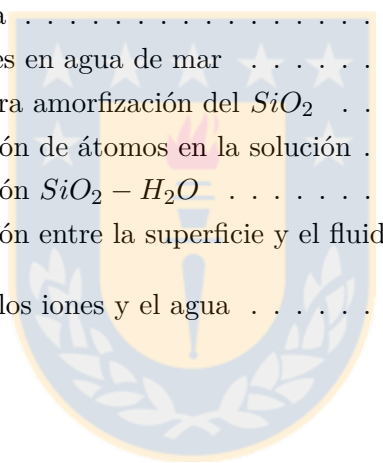 a . . . . . . . . . . . . . . .
es en agua de mar . . . . . .
ra amorfización del SiO₂ . .
ón de átomos en la solución .
ón SiO₂ − H₂O . . . . . . .
ón entre la superficie y el fluid
los iones y el agua . . . . . .